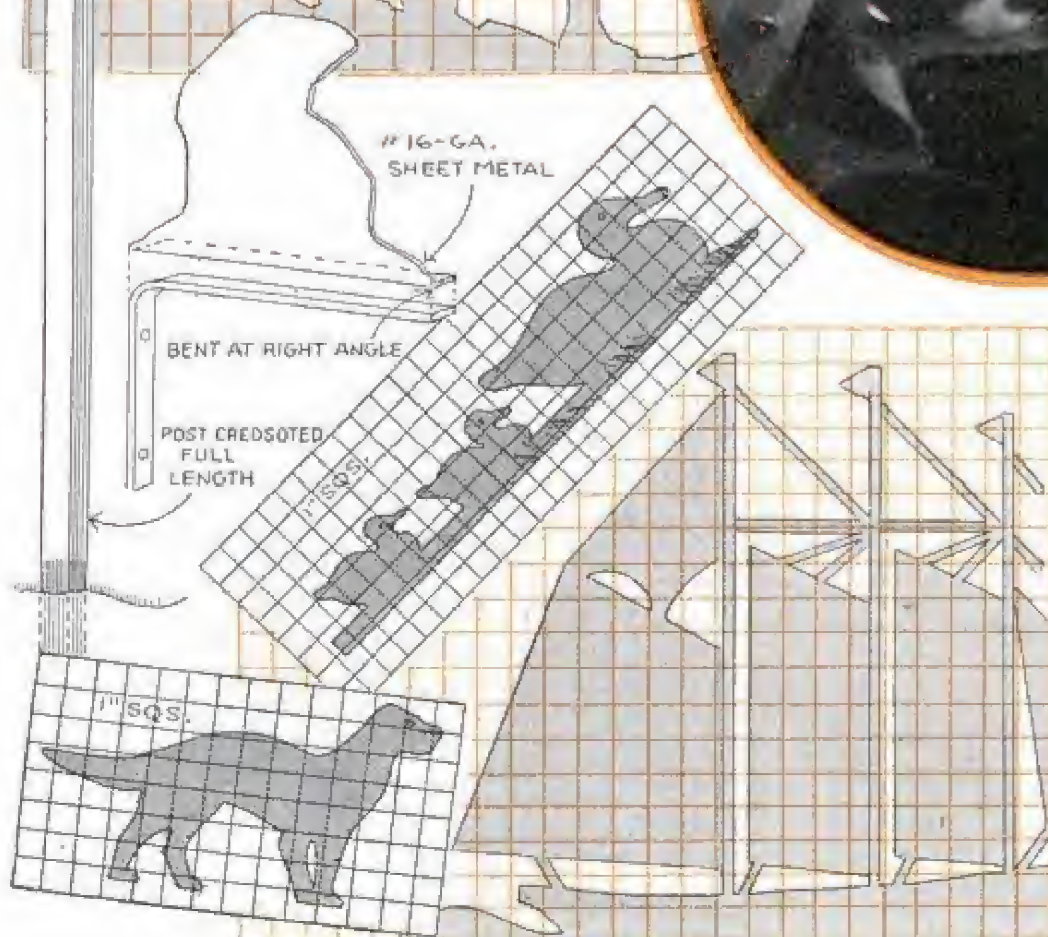 # 16-GA.
SHEET METAL
BENT AT RIGHT ANGLE
POST CREOSOTED
FULL
LENGTH
1" SQS.
1" SQS.